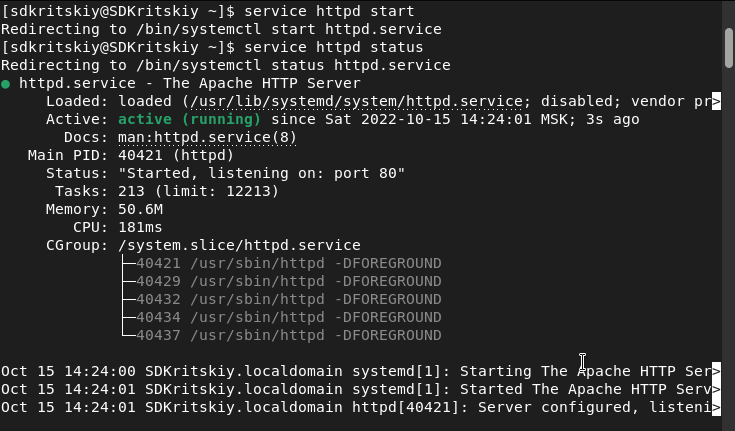 [sdkritskiy@SDKritskiy ~]$ service httpd start
Redirecting to /bin/systemctl start httpd.service
[sdkritskiy@SDKritskiy ~]$ service httpd status
Redirecting to /bin/systemctl status httpd.service
● httpd.service - The Apache HTTP Server
     Loaded: loaded (/usr/lib/systemd/system/httpd.service; disabled; vendor pr>
     Active: active (running) since Sat 2022-10-15 14:24:01 MSK; 3s ago
       Docs: man:httpd.service(8)
   Main PID: 40421 (httpd)
     Status: "Started, listening on: port 80"
      Tasks: 213 (limit: 12213)
     Memory: 50.6M
        CPU: 181ms
     CGroup: /system.slice/httpd.service
             ├─40421 /usr/sbin/httpd -DFOREGROUND
             ├─40429 /usr/sbin/httpd -DFOREGROUND
             ├─40432 /usr/sbin/httpd -DFOREGROUND
             ├─40434 /usr/sbin/httpd -DFOREGROUND
             └─40437 /usr/sbin/httpd -DFOREGROUND
Oct 15 14:24:00 SDKritskiy.localdomain systemd[1]: Starting The Apache HTTP Ser>
Oct 15 14:24:01 SDKritskiy.localdomain systemd[1]: Started The Apache HTTP Serv>
Oct 15 14:24:01 SDKritskiy.localdomain httpd[40421]: Server configured, listeni>